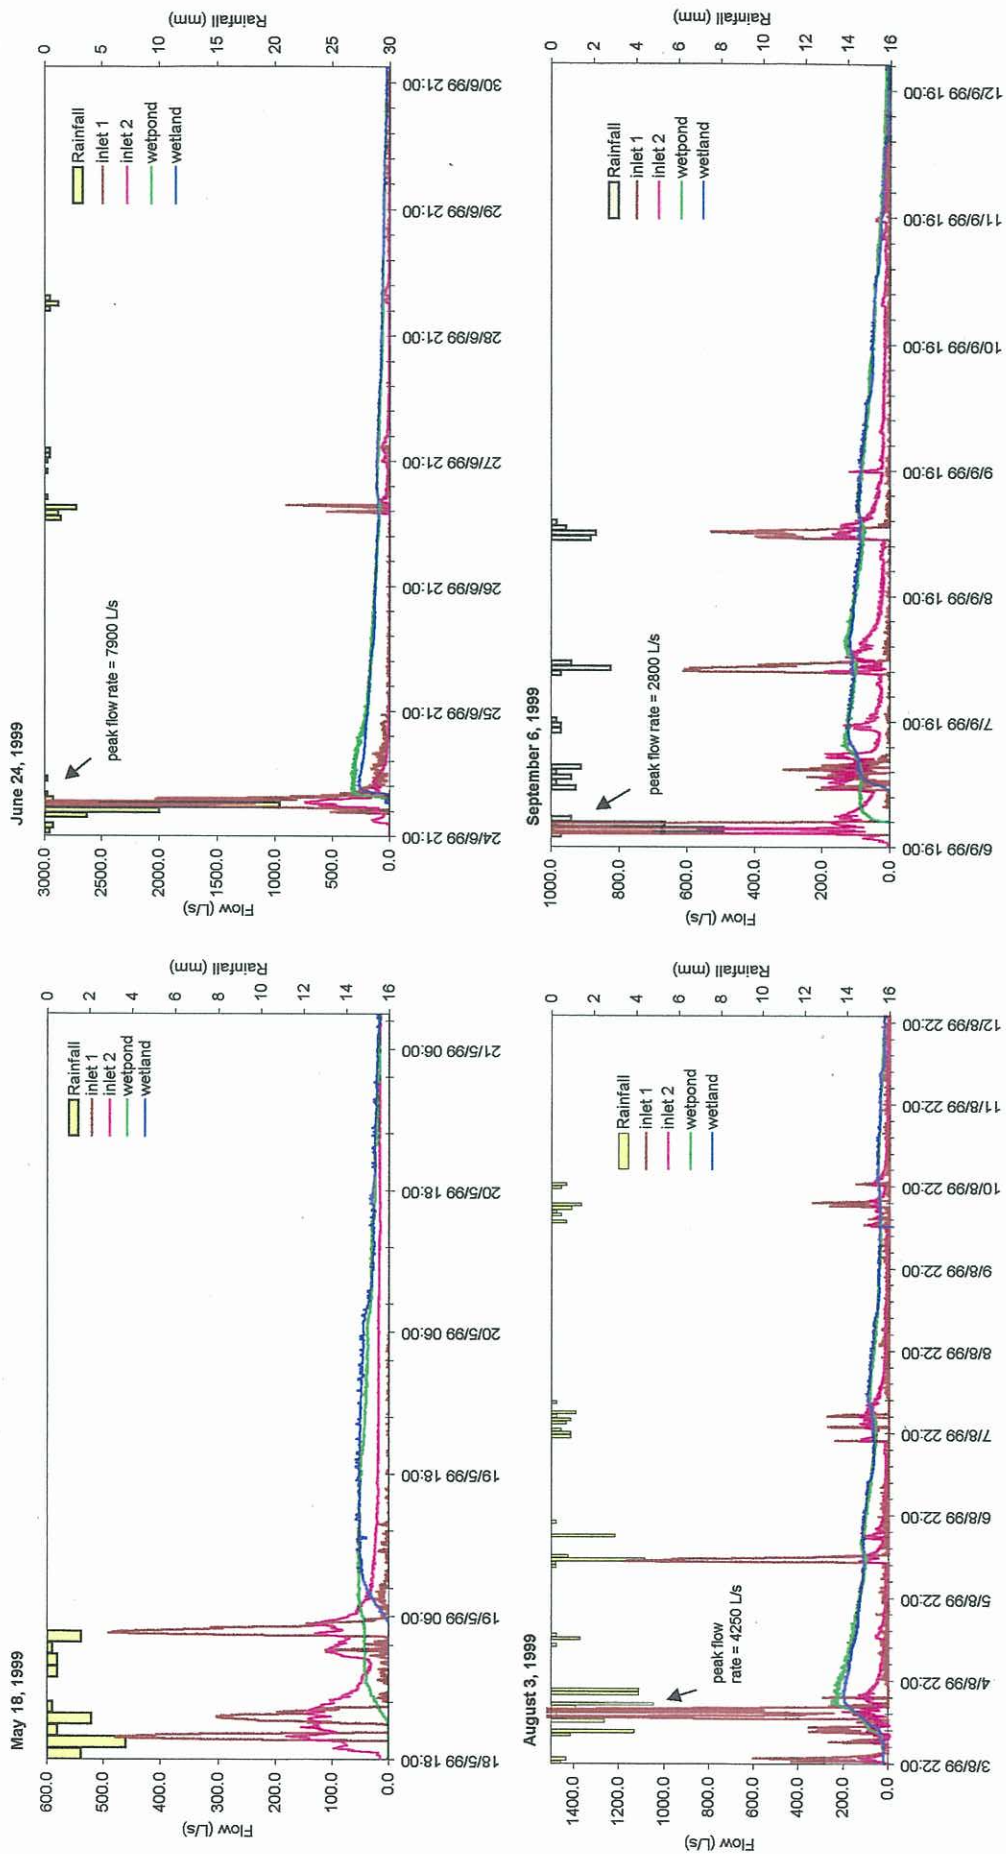 May 18, 1999
Flow (L/s)
600.0
500.0
400.0
300.0
200.0
100.0
0.0
Rainfall
inlet 1
inlet 2
wetpond
wetland
0
2
4
6
8
10
12
14
16
Rainfall (mm)
18/5/99 18:00
19/5/99 06:00
19/5/99 18:00
20/5/99 06:00
20/5/99 18:00
21/5/99 06:00
June 24, 1999
Flow (L/s)
3000.0
2500.0
2000.0
1500.0
1000.0
500.0
0.0
peak flow rate = 7900 L/s
Rainfall
inlet 1
inlet 2
wetpond
wetland
0
5
10
15
20
25
30
Rainfall (mm)
24/6/99 21:00
25/6/99 21:00
26/6/99 21:00
27/6/99 21:00
28/6/99 21:00
29/6/99 21:00
30/6/99 21:00
August 3, 1999
Flow (L/s)
1400.0
1200.0
1000.0
800.0
600.0
400.0
200.0
0.0
peak flow
rate = 4250 L/s
Rainfall
inlet 1
inlet 2
wetpond
wetland
0
2
4
6
8
10
12
14
16
Rainfall (mm)
3/8/99 22:00
4/8/99 22:00
5/8/99 22:00
6/8/99 22:00
7/8/99 22:00
8/8/99 22:00
9/8/99 22:00
10/8/99 22:00
11/8/99 22:00
12/8/99 22:00
September 6, 1999
Flow (L/s)
1000.0
800.0
600.0
400.0
200.0
0.0
peak flow rate = 2800 L/s
Rainfall
inlet 1
inlet 2
wetpond
wetland
0
2
4
6
8
10
12
14
16
Rainfall (mm)
6/9/99 19:00
7/9/99 19:00
8/9/99 19:00
9/9/99 19:00
10/9/99 19:00
11/9/99 19:00
12/9/99 19:00